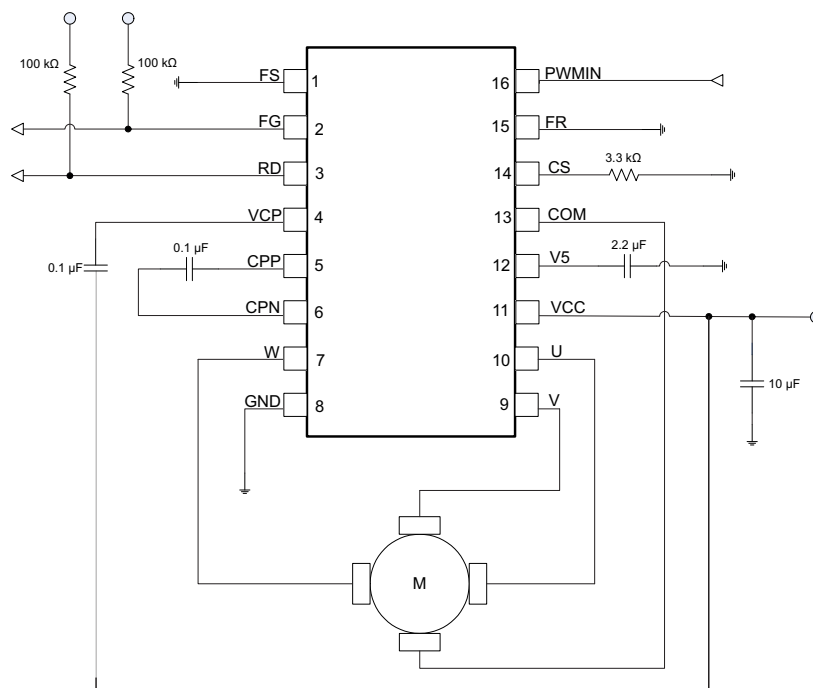 100 kΩ
100 kΩ
FS
1
16
PWMIN
FG
2
15
FR
RD
3
14
CS
3.3 kΩ
VCP
4
13
COM
0.1 µF
CPP
0.1 µF
5
12
V5
2.2 µF
CPN
6
11
VCC
W
7
10
U
10 µF
GND
8
9
V
M